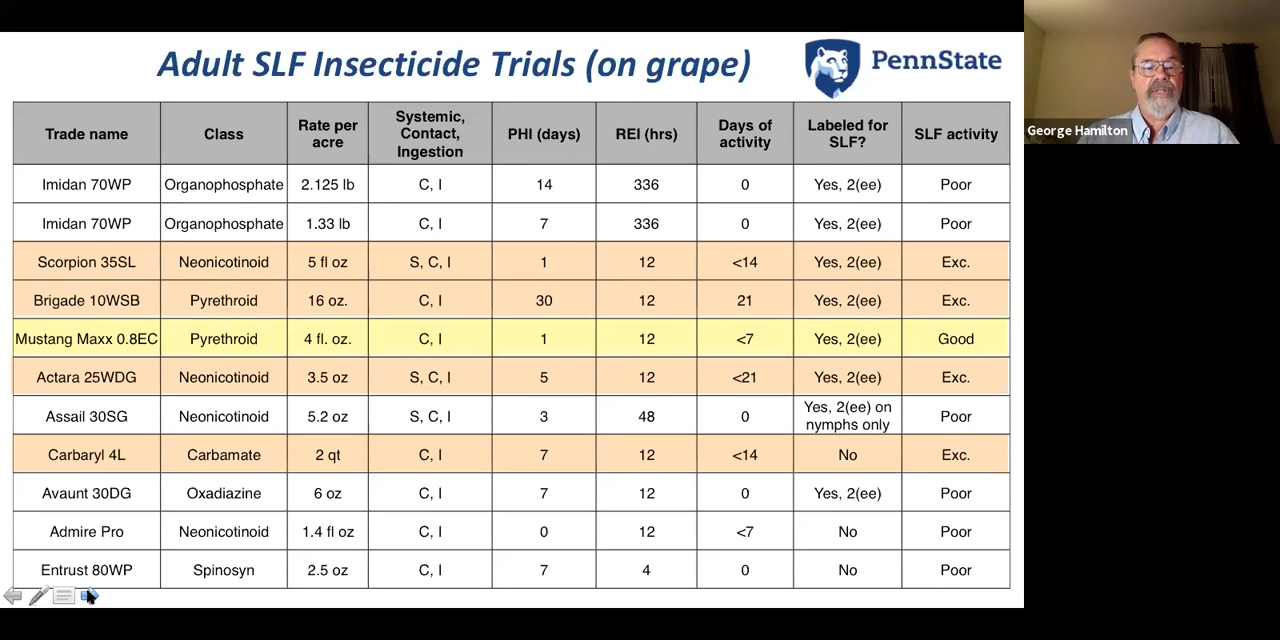 Adult SLF Insecticide Trials (on grape)
PennState
George Hamilton
Trade name Class Rate per acre Systemic, Contact, Ingestion PHI (days) REI (hrs) Days of activity Labeled for SLF? SLF activity
Imidan 70WP Organophosphate 2.125 lb C, I 14 336 0 Yes, 2(ee) Poor
Imidan 70WP Organophosphate 1.33 lb C, I 7 336 0 Yes, 2(ee) Poor
Scorpion 35SL Neonicotinoid 5 fl oz S, C, I 1 12 <14 Yes, 2(ee) Exc.
Brigade 10WSB Pyrethroid 16 oz. C, I 30 12 21 Yes, 2(ee) Exc.
Mustang Maxx 0.8EC Pyrethroid 4 fl. oz. C, I 1 12 <7 Yes, 2(ee) Good
Actara 25WDG Neonicotinoid 3.5 oz S, C, I 5 12 <21 Yes, 2(ee) Exc.
Assail 30SG Neonicotinoid 5.2 oz S, C, I 3 48 0 Yes, 2(ee) on nymphs only Poor
Carbaryl 4L Carbamate 2 qt C, I 7 12 <14 No Exc.
Avaunt 30DG Oxadiazine 6 oz C, I 7 12 0 Yes, 2(ee) Poor
Admire Pro Neonicotinoid 1.4 fl oz C, I 0 12 <7 No Poor
Entrust 80WP Spinosyn 2.5 oz C, I 7 4 0 No Poor